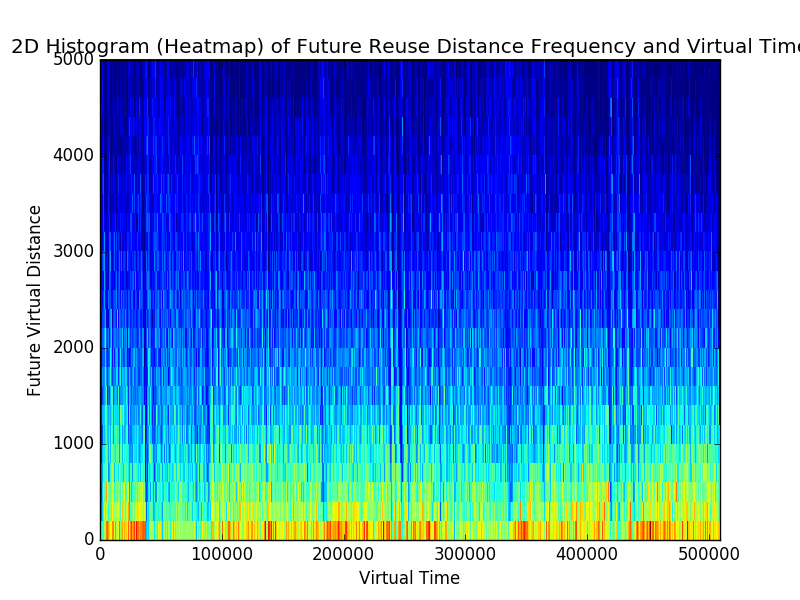 2D Histogram (Heatmap) of Future Reuse Distance Frequency and Virtual Time
5000
4000
3000
2000
1000
0
Future Virtual Distance
0 100000 200000 300000 400000 500000
Virtual Time